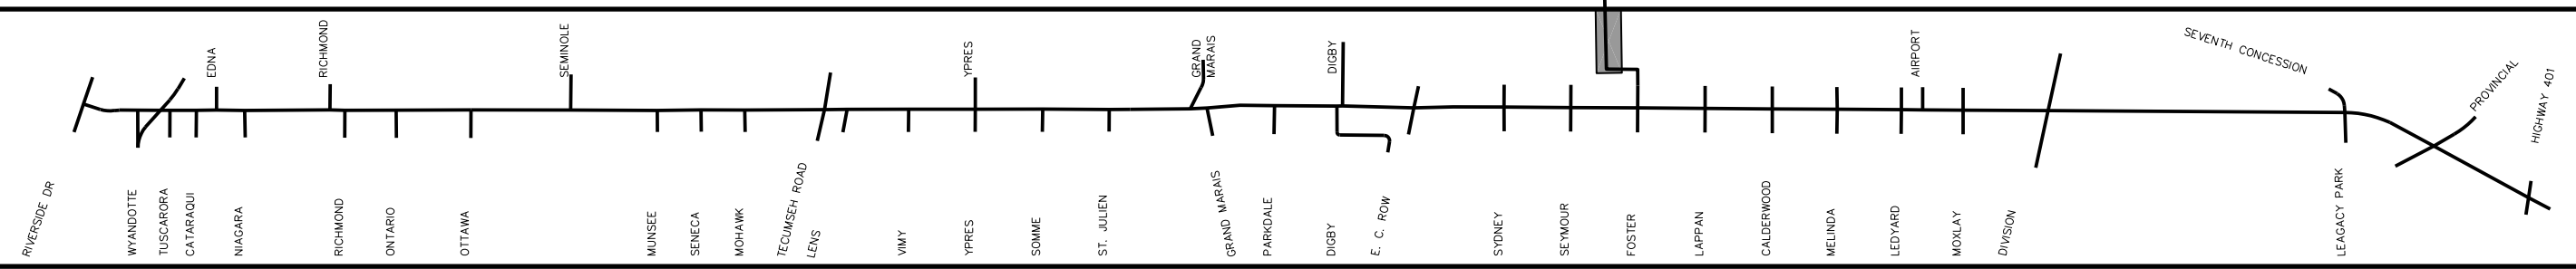 EDNA
RICHMOND
SEMINOLE
YPRES
GRAND
MARAIS
DIGBY
AIRPORT
SEVENTH CONCESSION
PROVINCIAL
HIGHWAY 401
RIVERSIDE DR
WYANDOTTE
TUSCARORA
CATARAQUI
NIAGARA
RICHMOND
ONTARIO
OTTAWA
MUNSEE
SENECA
MOHAWK
TECUMSEH ROAD
LENS
VIMY
YPRES
SOMME
ST. JULIEN
GRAND MARAIS
PARKDALE
DIGBY
E. C. ROW
SYDNEY
SEYMOUR
FOSTER
LAPPAN
CALDERWOOD
MELINDA
LEDYARD
MOXLAY
DIVISION
LEAGACY PARK